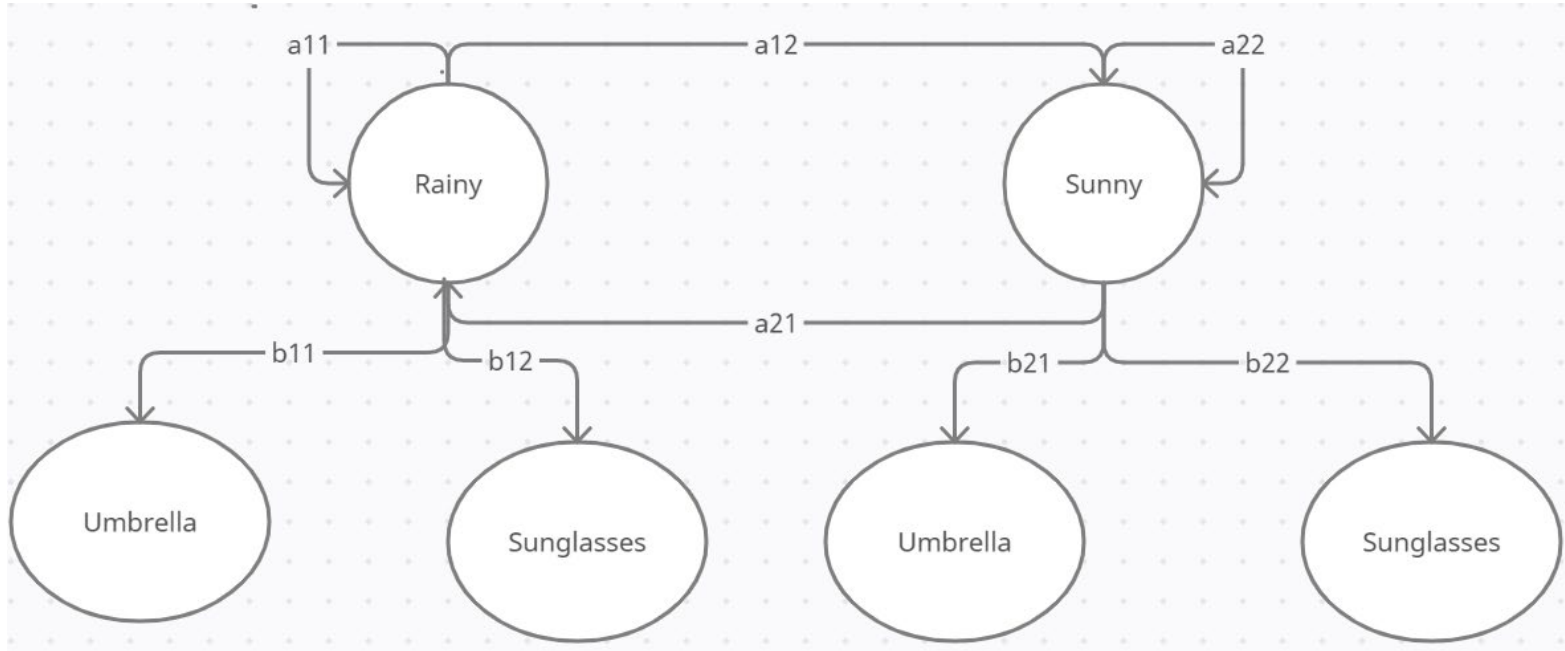 a11
a12
a22
Rainy
Sunny
a21
b11
b12
b21
b22
Umbrella
Sunglasses
Umbrella
Sunglasses